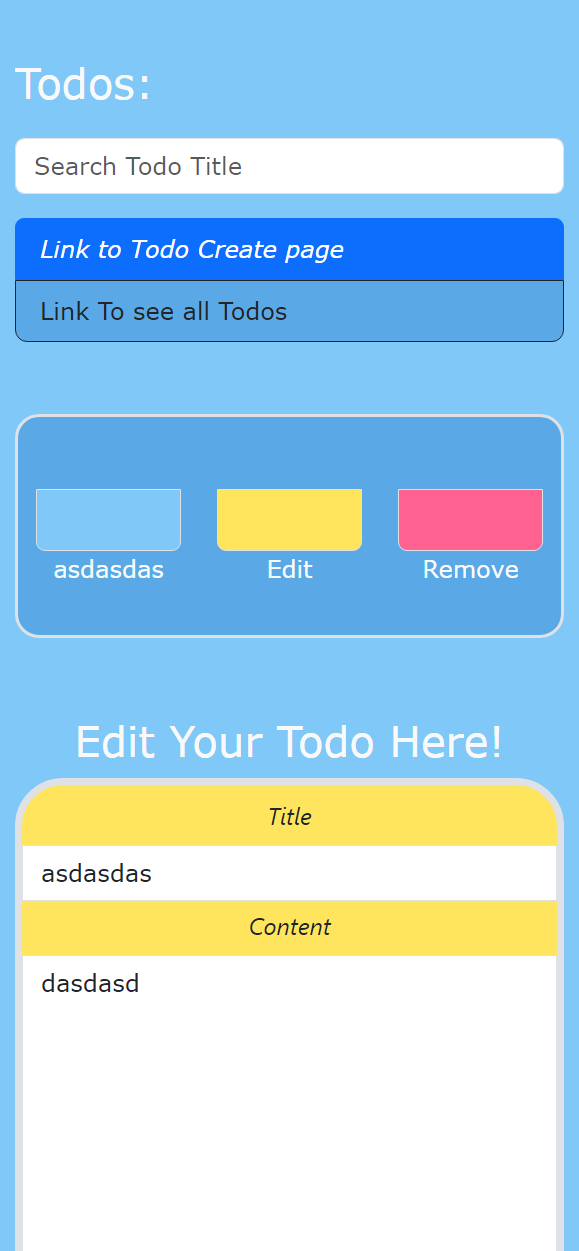 Todos:
Search Todo Title
Link to Todo Create page
Link To see all Todos
asdasdas
Edit
Remove
Edit Your Todo Here!
Title
asdasdas
Content
dasdasd